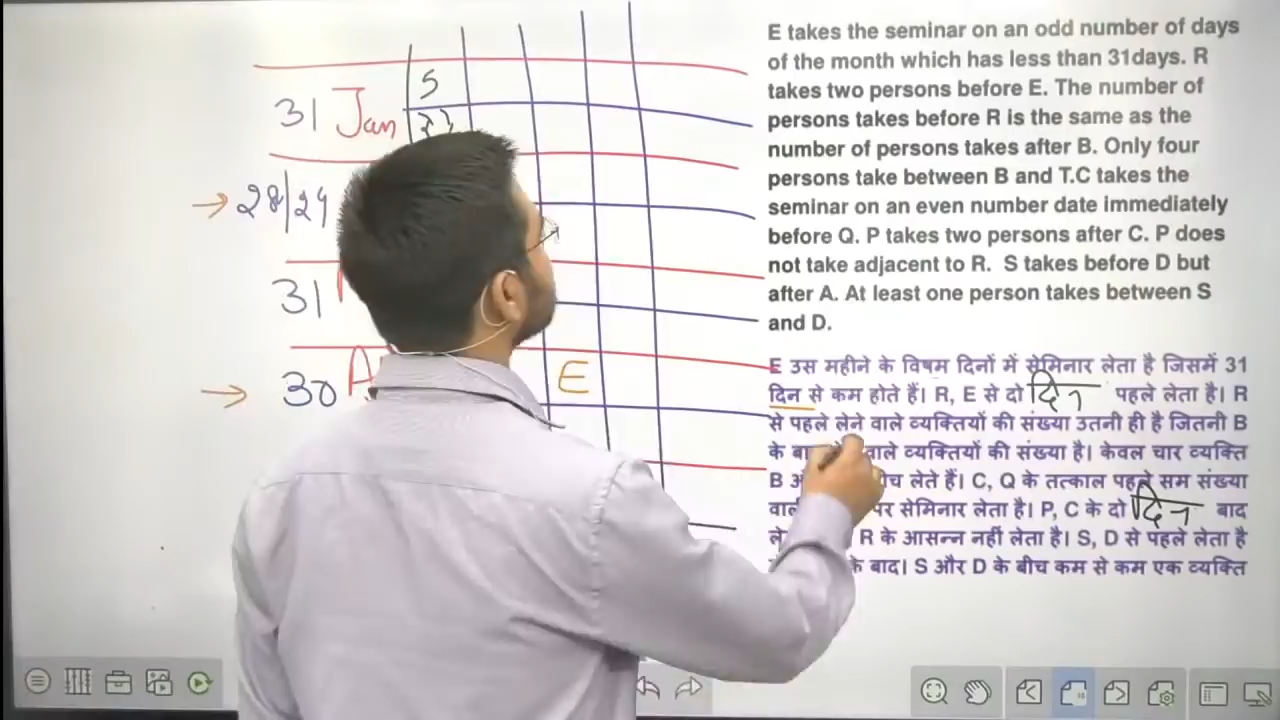 E takes the seminar on an odd number of days
of the month which has less than 31days. R
takes two persons before E. The number of
persons takes before R is the same as the
number of persons takes after B. Only four
persons take between B and T.C takes the
seminar on an even number date immediately
before Q. P takes two persons after C. P does
not take adjacent to R. S takes before D but
after A. At least one person takes between S
and D.
E उस महीने के विषम दिनों में सेमिनार लेता है जिसमें 31
दिन से कम होते हैं। R, E से दो दिन पहले लेता है। R
से पहले लेने वाले व्यक्तियों की संख्या उतनी ही है जितनी B
के वाले व्यक्तियों की संख्या है। केवल चार व्यक्ति
B लेते हैं। C, Q के तत्काल पहले सम संख्या
पर सेमिनार लेता है। P, C के दो दिन बाद
R के आसन्न नहीं लेता है। S, D से पहले लेता है
के बाद। S और D के बीच कम से कम एक व्यक्ति
S
31 Jan
→ 28/29
31
→ 30 A E